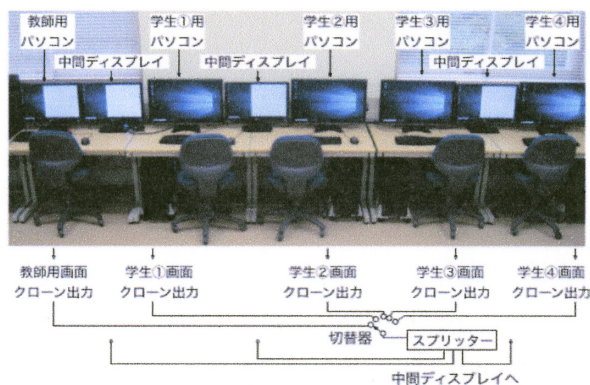 教師用
パソコン
学生①用
パソコン
学生②用
パソコン
学生③用
パソコン
学生④用
パソコン
中間ディスプレイ
中間ディスプレイ
中間ディスプレイ
教師用画面
クローン出力
学生①画面
クローン出力
学生②画面
クローン出力
学生③画面
クローン出力
学生④画面
クローン出力
切替器
スプリッター
中間ディスプレイへ